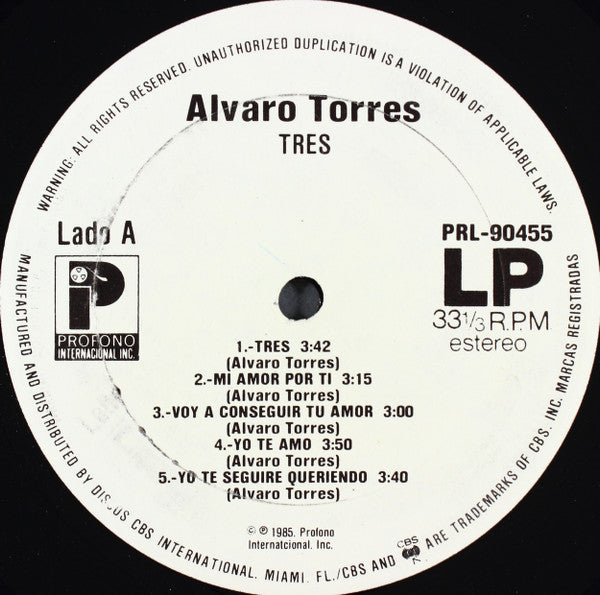 WARNING: ALL RIGHTS RESERVED. UNAUTHORIZED DUPLICATION IS A VIOLATION OF APPLICABLE LAWS.
Alvaro Torres
TRES
Lado A
PRL-90455
LP
33 1/3 R.P.M
estereo
P
PROFONO
INTERNACIONAL INC.
1.-TRES 3:42
(Alvaro Torres)
2.-MI AMOR POR TI 3:15
(Alvaro Torres)
3.-VOY A CONSEGUIR TU AMOR 3:00
(Alvaro Torres)
4.-YO TE AMO 3:50
(Alvaro Torres)
5.-YO TE SEGUIRE QUERIENDO 3:40
(Alvaro Torres)
© ℗ 1985. Profono
Internacional. Inc.
MANUFACTURED AND DISTRIBUTED BY DISCOS CBS INTERNATIONAL. MIAMI. FL./CBS AND CBS ARE TRADEMARKS OF CBS. INC. MARCAS REGISTRADAS